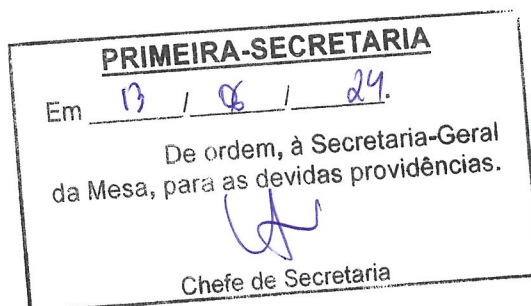 PRIMEIRA-SECRETARIA
Em 13 / 06 / 24.
De ordem, à Secretaria-Geral
da Mesa, para as devidas providências.
Chefe de Secretaria